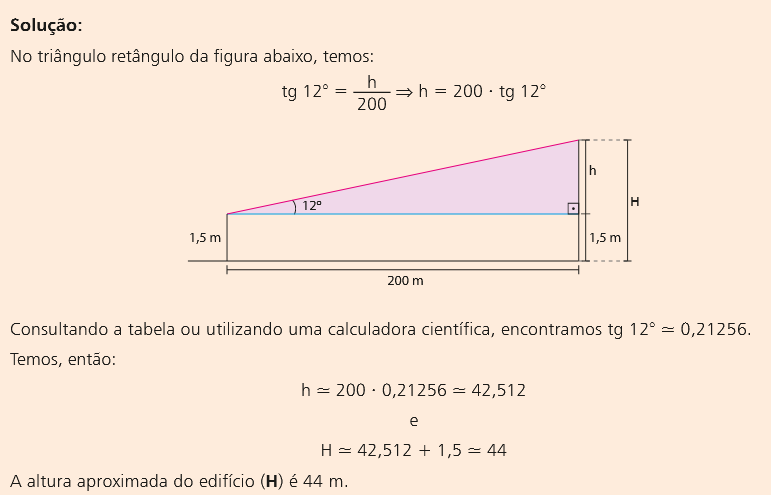 Solução:
No triângulo retângulo da figura abaixo, temos:
tg 12° = h/200 ⇒ h = 200 · tg 12°
h
12°
H
1,5 m
1,5 m
200 m
Consultando a tabela ou utilizando uma calculadora científica, encontramos tg 12° ≃ 0,21256.
Temos, então:
h ≃ 200 · 0,21256 ≃ 42,512
e
H ≃ 42,512 + 1,5 ≃ 44
A altura aproximada do edifício (H) é 44 m.